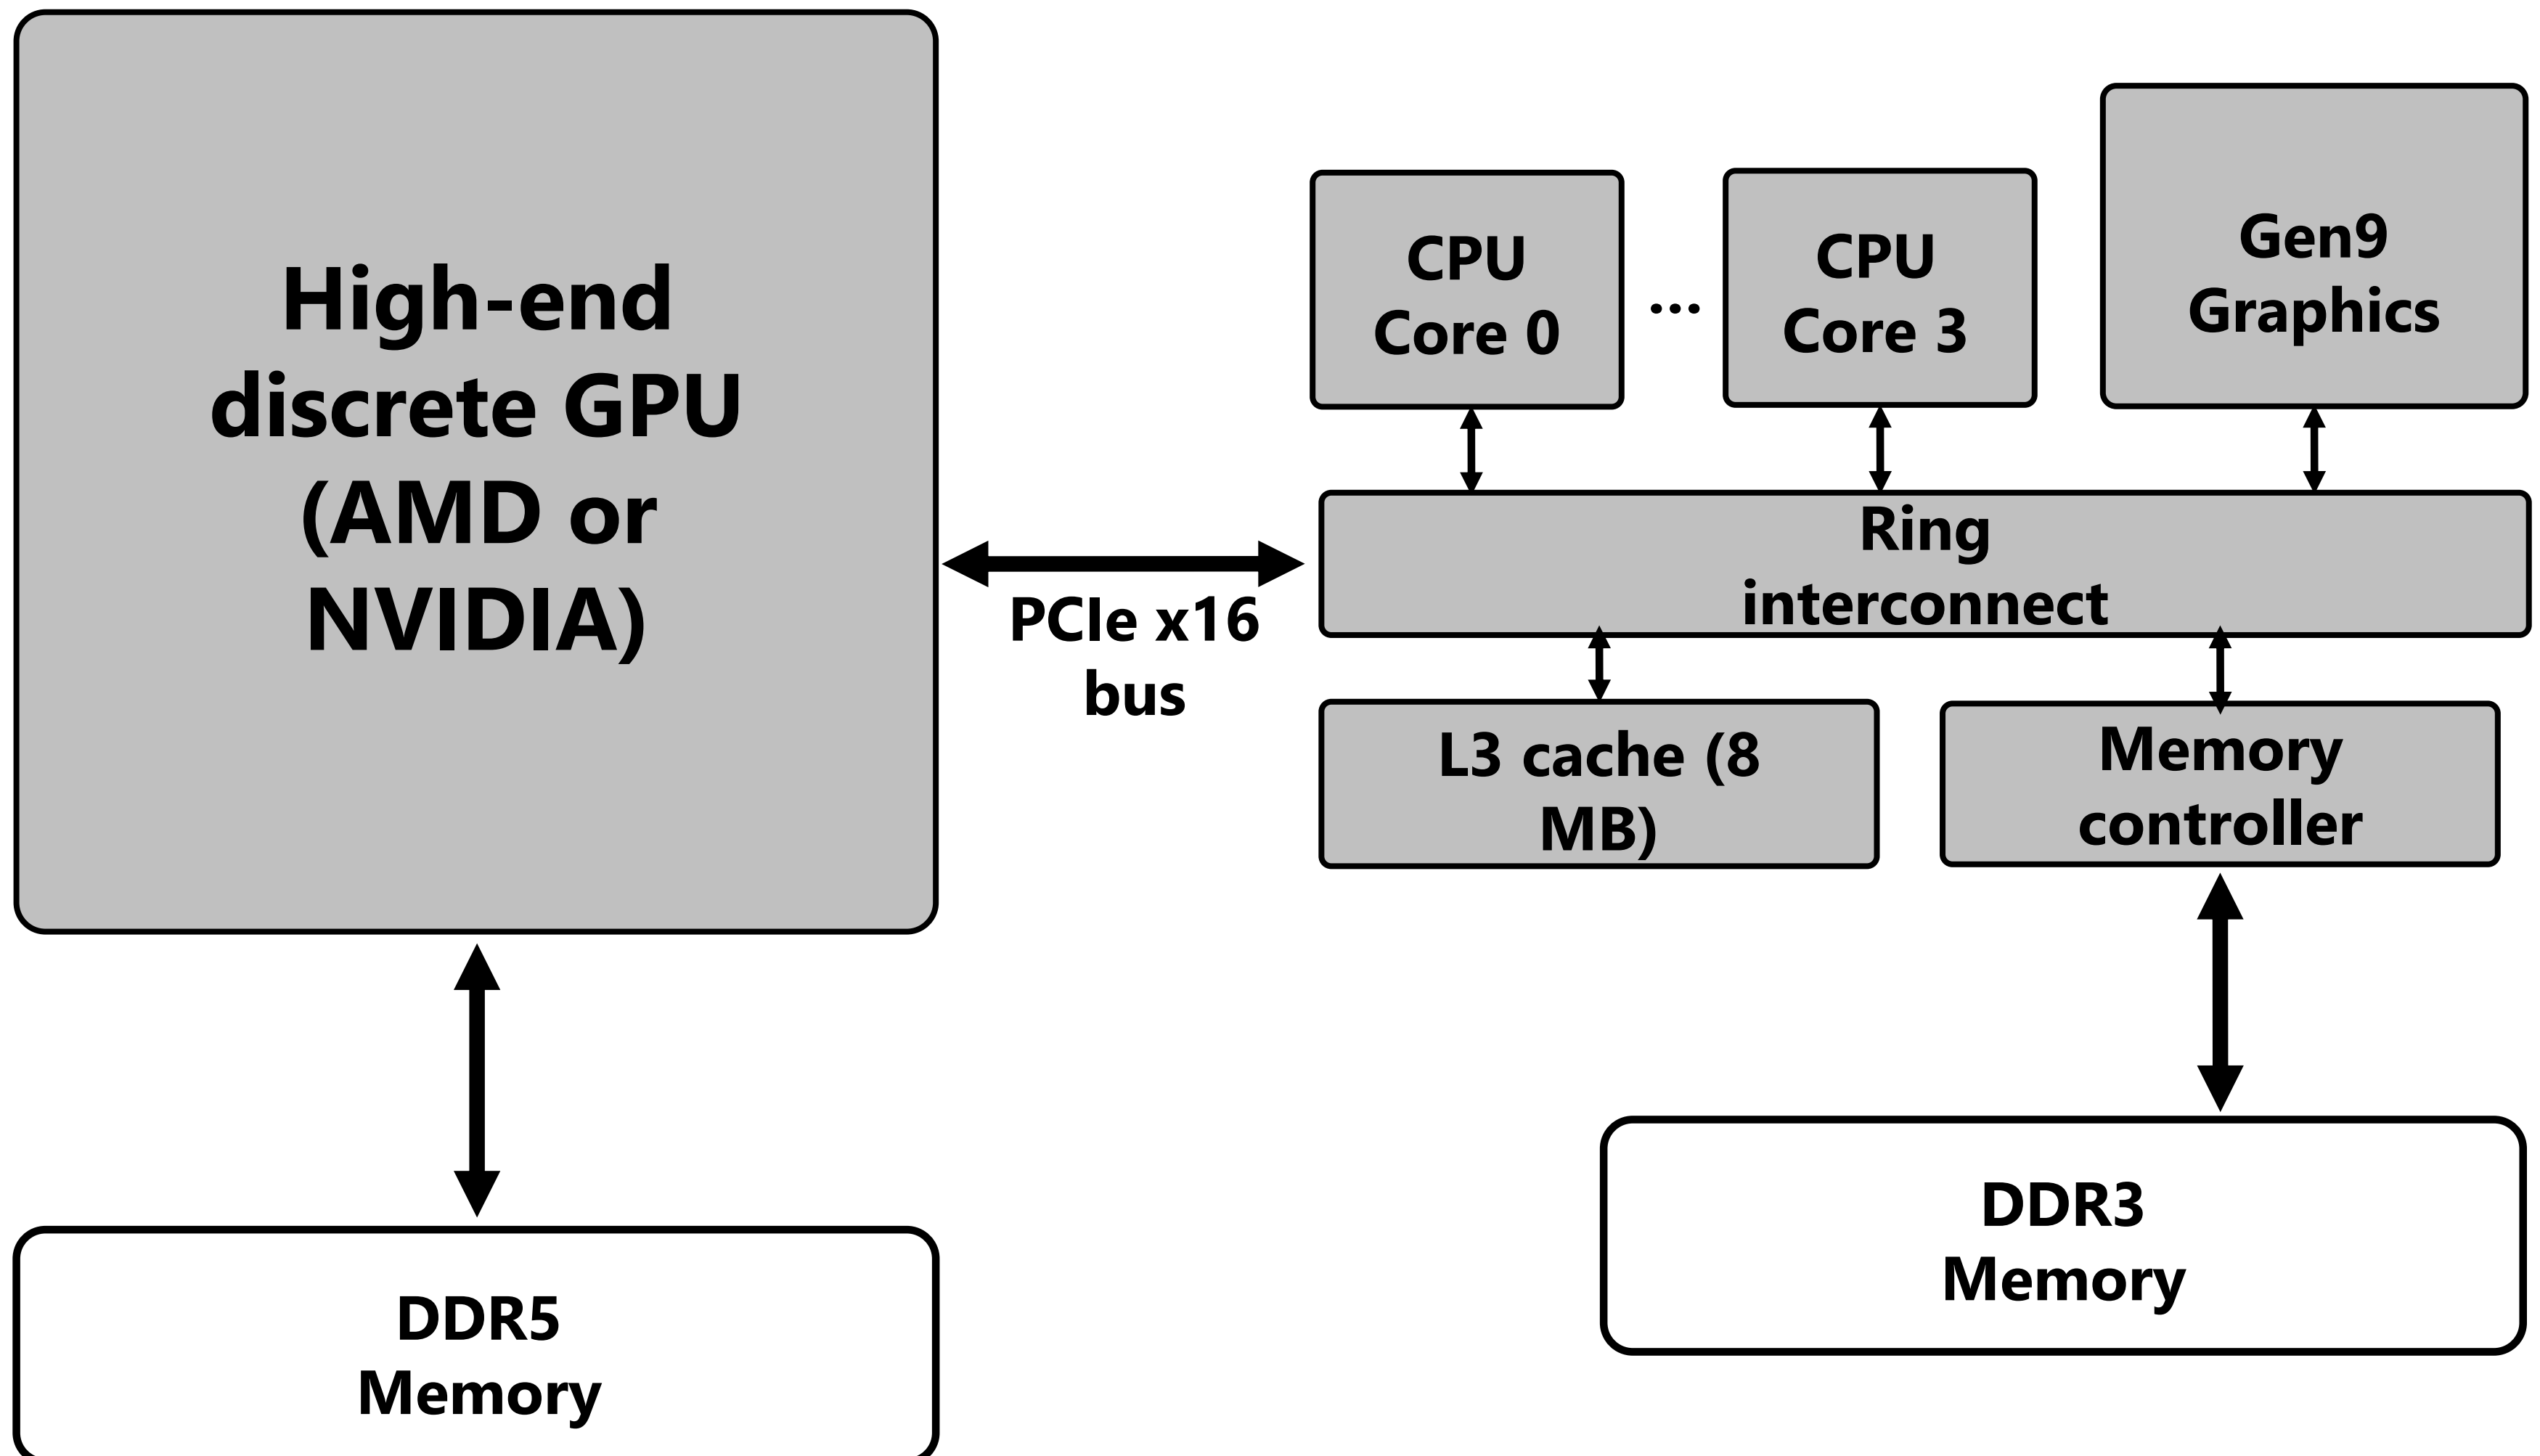 High-end
discrete GPU
(AMD or
NVIDIA)
CPU
Core 0
...
CPU
Core 3
Gen9
Graphics
Ring
interconnect
PCIe x16
bus
L3 cache (8
MB)
Memory
controller
DDR5
Memory
DDR3
Memory